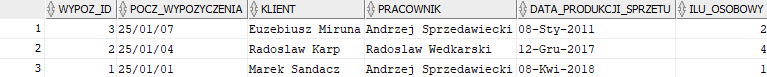 WYPOZ_ID POCZ_WYPOZYCZENIA KLIENT PRACOWNIK DATA_PRODUKCJI_SPRZETU ILU_OSOBOWY
1 3 25/01/07 Euzebiusz Miruna Andrzej Sprzedawiecki 08-Sty-2011 2
2 2 25/01/04 Radoslaw Karp Radoslaw Wedkarski 12-Gru-2017 4
3 1 25/01/01 Marek Sandacz Andrzej Sprzedawiecki 08-Kwi-2018 1